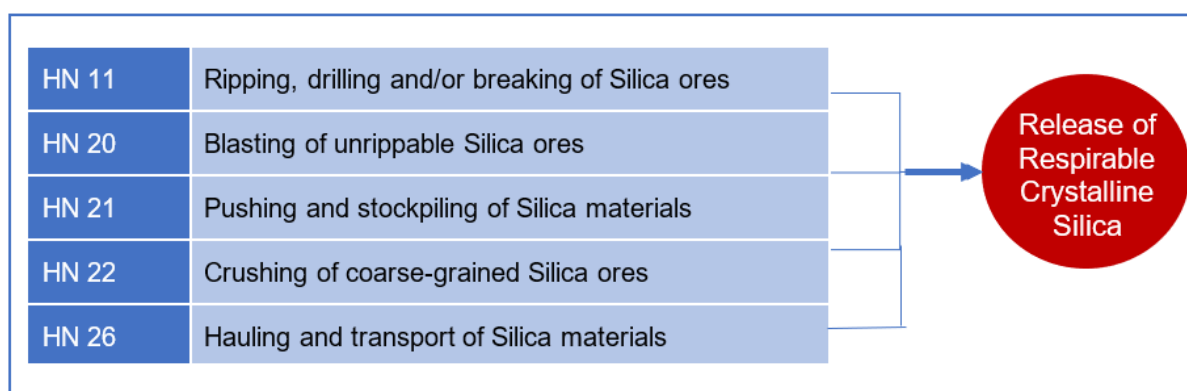 HN 11 Ripping, drilling and/or breaking of Silica ores
HN 20 Blasting of unrippable Silica ores
HN 21 Pushing and stockpiling of Silica materials
HN 22 Crushing of coarse-grained Silica ores
HN 26 Hauling and transport of Silica materials
Release of
Respirable
Crystalline
Silica